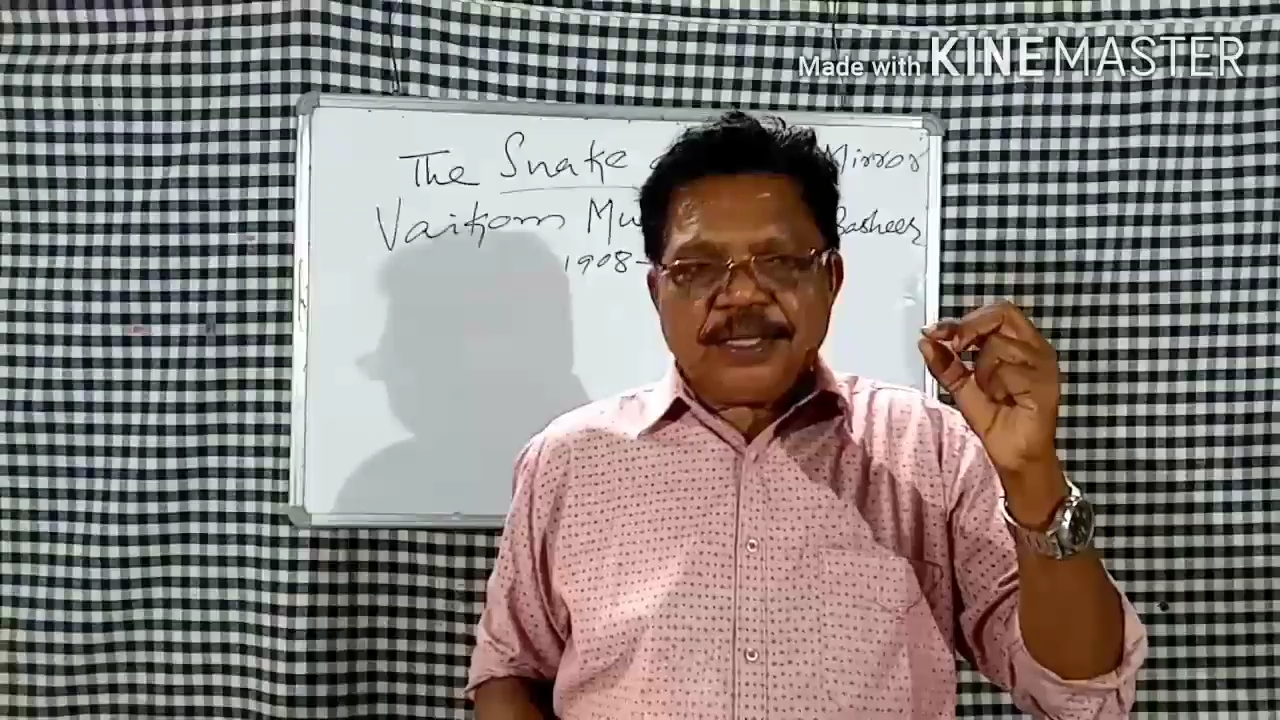 Made with KINEMASTER
The Snake Mirror
Vaikom Mu Basheer
1908-